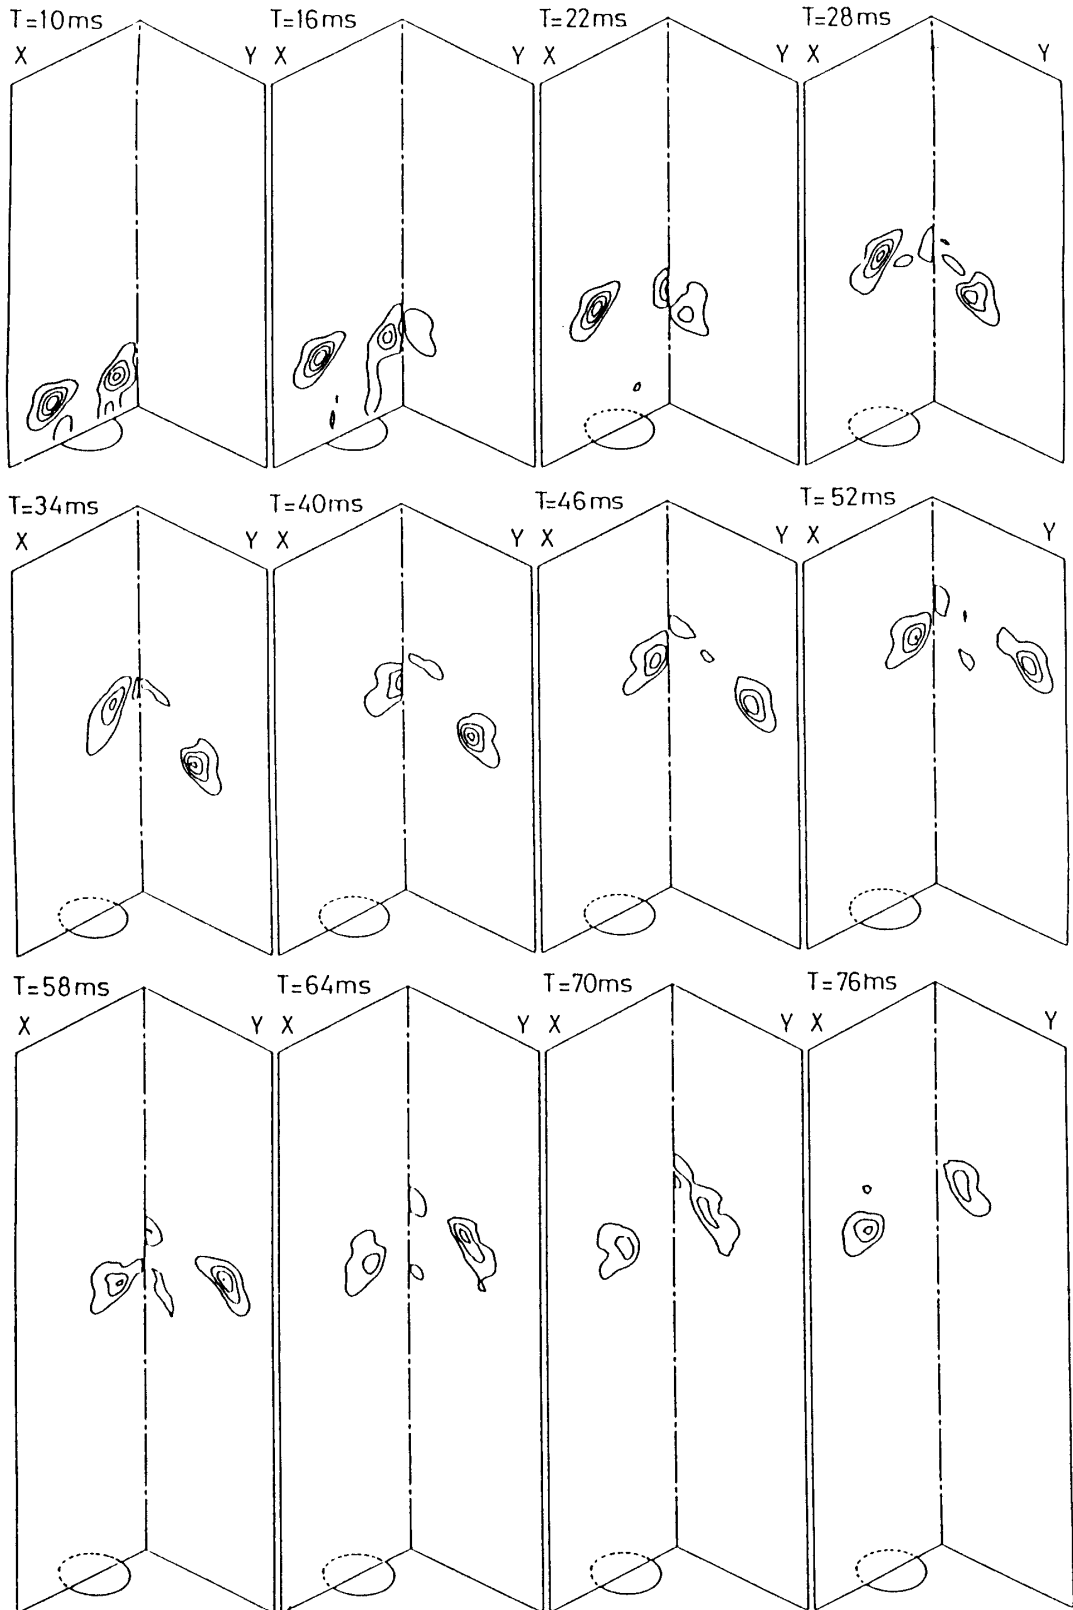 T=10ms T=16ms T=22ms T=28ms
X Y X Y X Y X Y
T=34ms T=40ms T=46ms T=52ms
X Y X Y X Y X Y
T=58ms T=64ms T=70ms T=76ms
X Y X Y X Y X Y